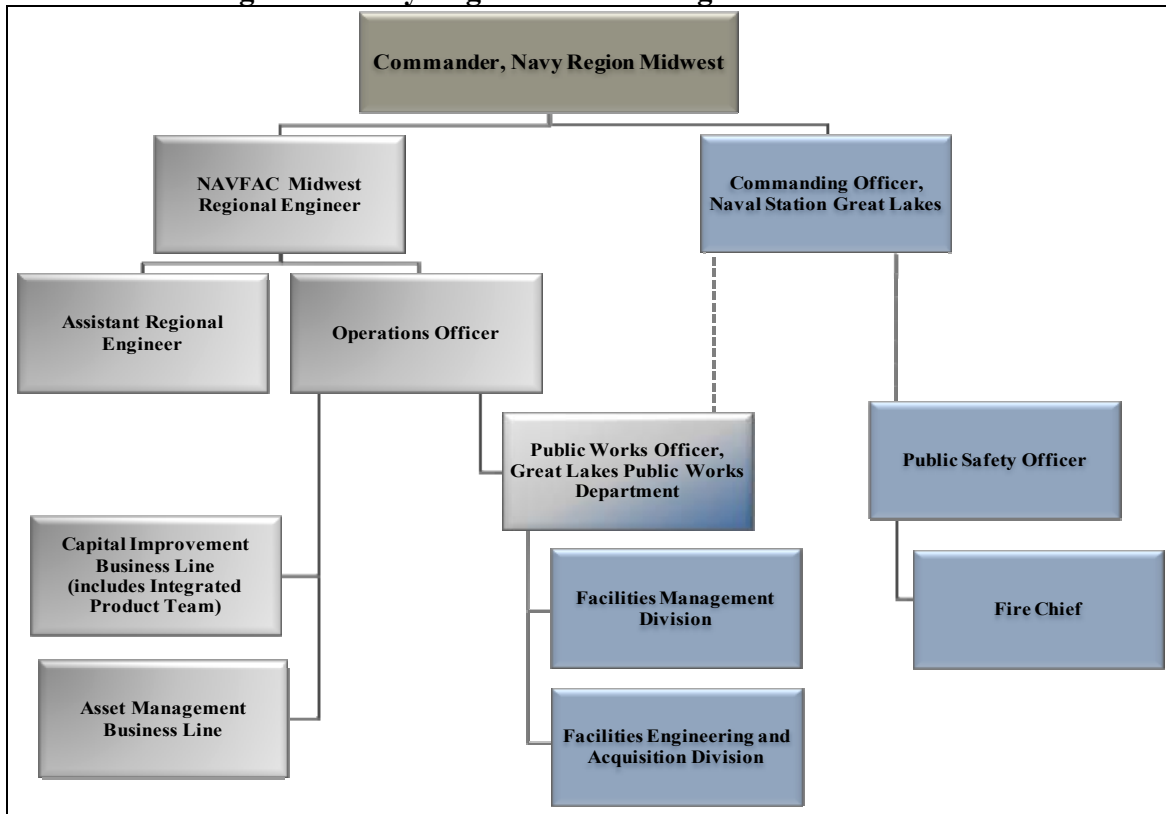 Commander, Navy Region Midwest
NAVFAC Midwest
Regional Engineer
Commanding Officer,
Naval Station Great Lakes
Assistant Regional
Engineer
Operations Officer
Public Works Officer,
Great Lakes Public Works
Department
Public Safety Officer
Capital Improvement
Business Line
(includes Integrated
Product Team)
Facilities Management
Division
Fire Chief
Asset Management
Business Line
Facilities Engineering and
Acquisition Division